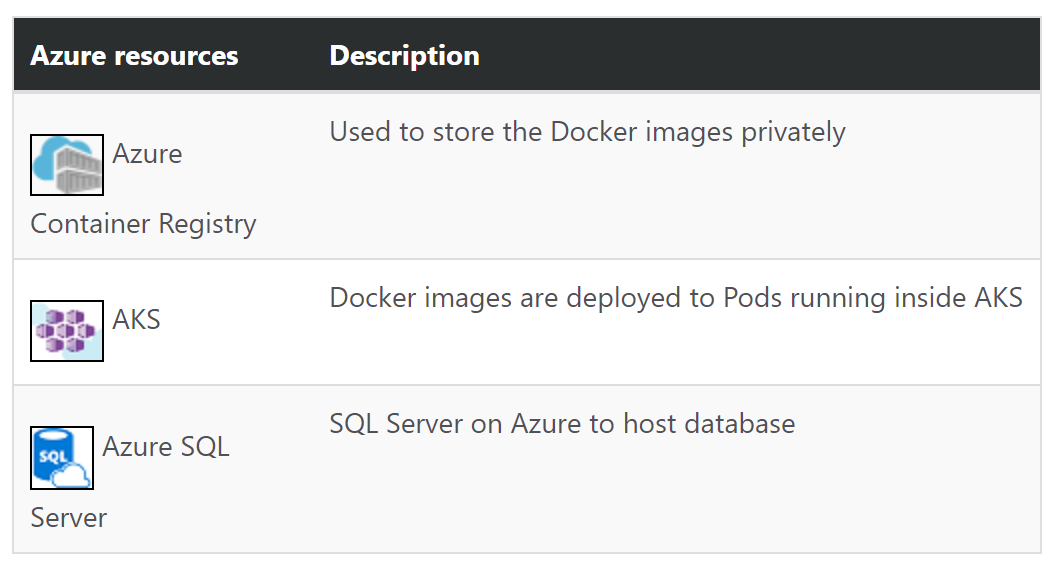 Azure resources Description
Azure Used to store the Docker images privately
Container Registry
AKS Docker images are deployed to Pods running inside AKS
SQL Azure SQL SQL Server on Azure to host database
Server